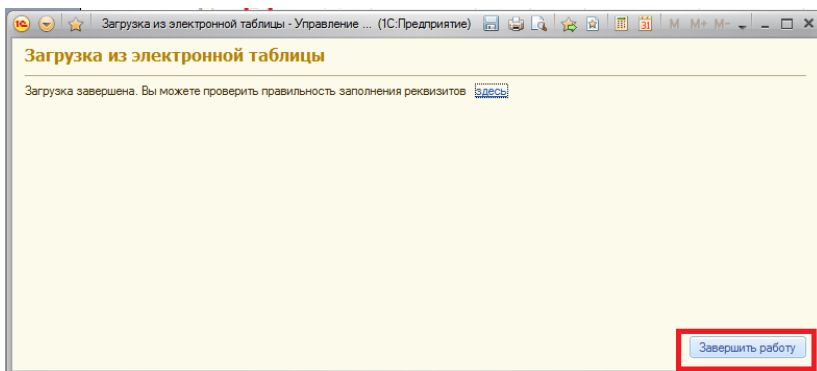 Загрузка из электронной таблицы - Управление ... (1С:Предприятие) 31 M M+ M-
Загрузка из электронной таблицы
Загрузка завершена. Вы можете проверить правильность заполнения реквизитов здесь
Завершить работу